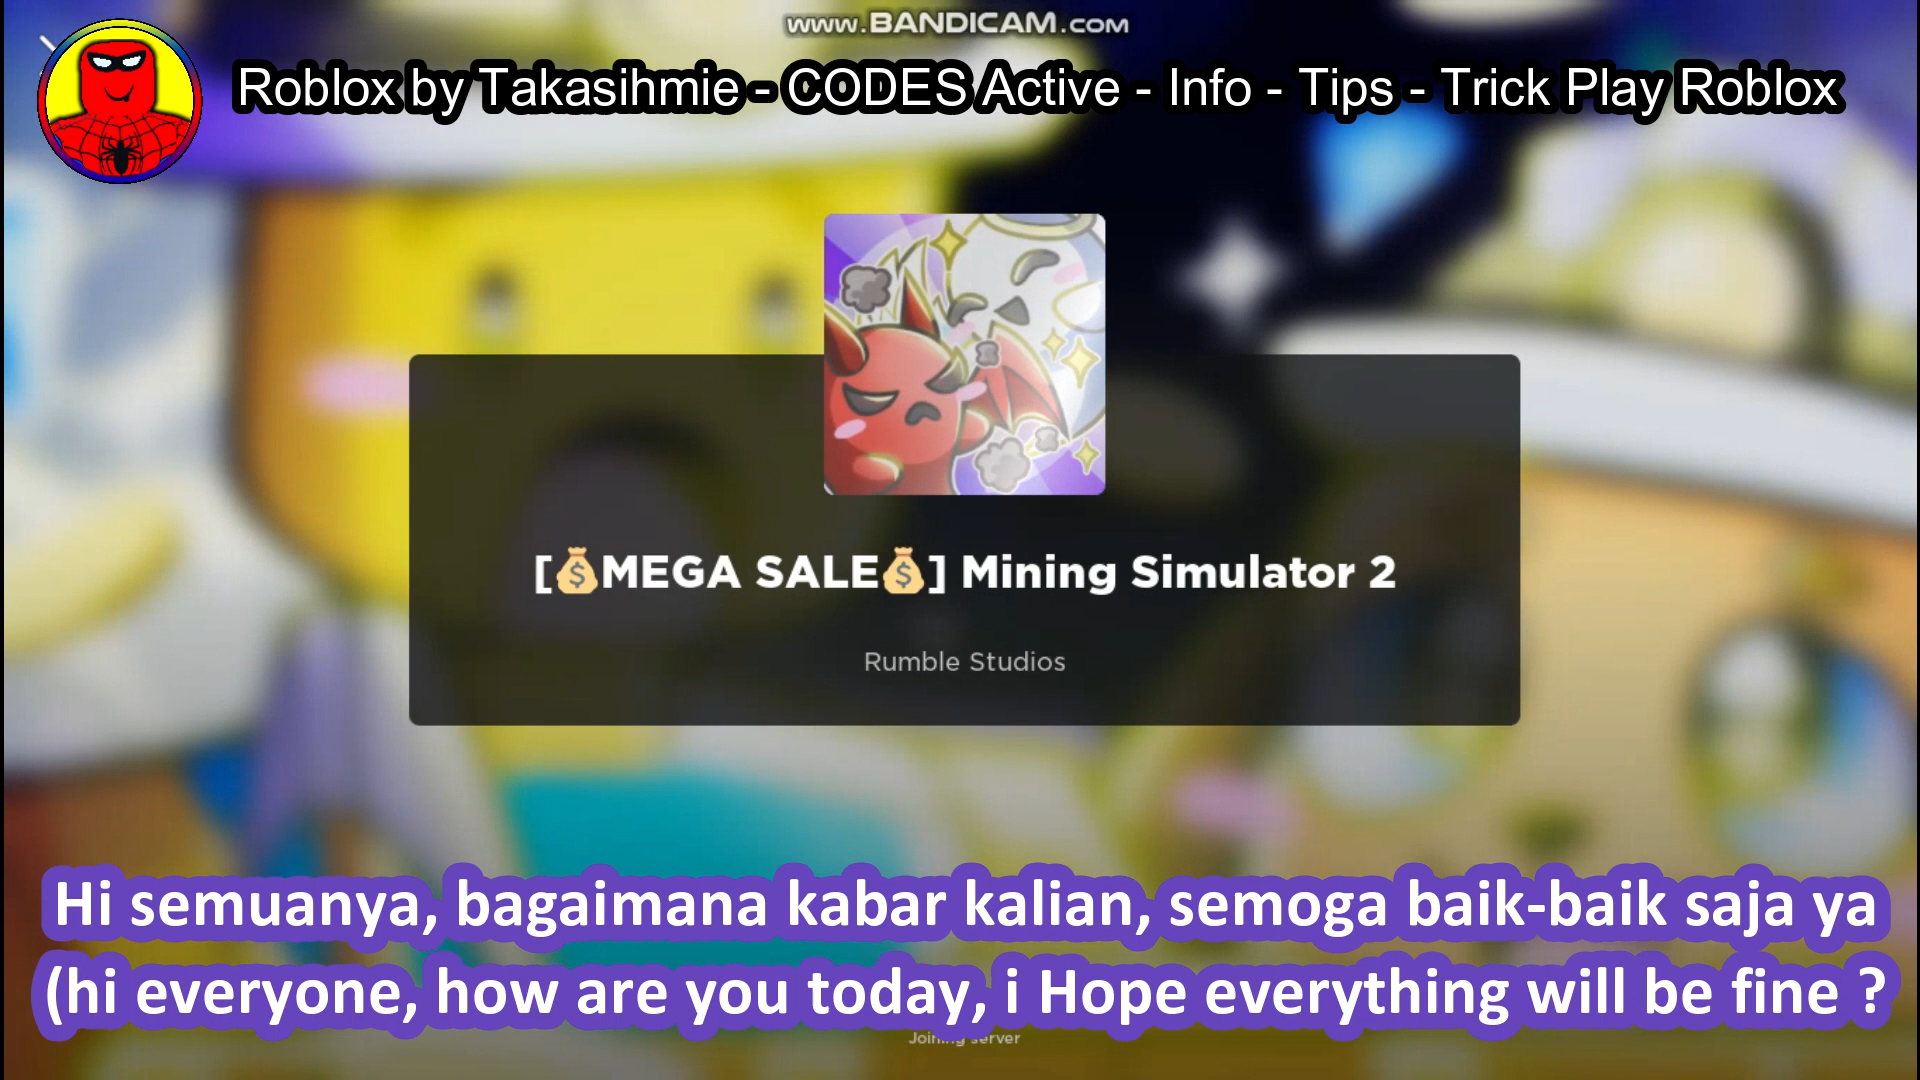 www.BANDICAM.com
Roblox by Takasihmie - CODES Active - Info - Tips - Trick Play Roblox
[💰MEGA SALE💰] Mining Simulator 2
Rumble Studios
Hi semuanya, bagaimana kabar kalian, semoga baik-baik saja ya
(hi everyone, how are you today, i Hope everything will be fine ?
Joining server